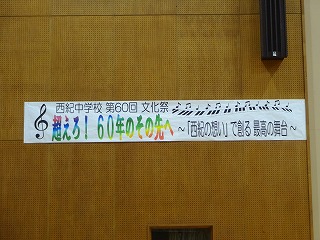 西紀中学校 第60回 文化祭
超えろ! 60年のその先へ ~「西紀の想い」で創る 最高の舞台~